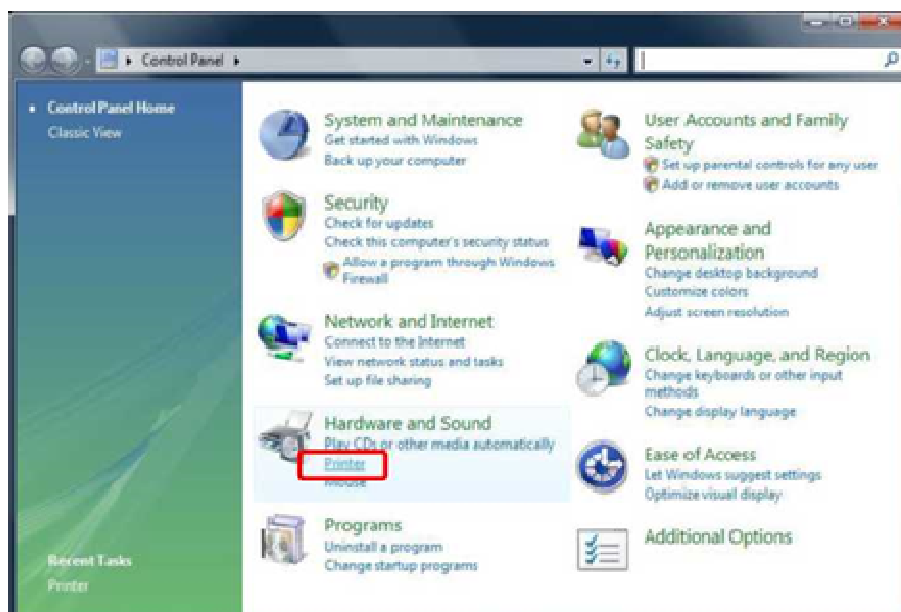 Control Panel
Control Panel Home
Classic View
System and Maintenance
Get started with Windows
Back up your computer
Security
Check for updates
Check this computer's security status
Allow a program through Windows
Firewall
Network and Internet
Connect to the Internet
View network status and tasks
Set up file sharing
Hardware and Sound
Play CDs or other media automatically
Printer
Mouse
Programs
Uninstall a program
Change startup programs
User Accounts and Family
Safety
Set up parental controls for any user
Add or remove user accounts
Appearance and
Personalization
Change desktop background
Customize colors
Adjust screen resolution
Clock, Language, and Region
Change keyboards or other input
methods
Change display language
Ease of Access
Let Windows suggest settings
Optimize visual display
Additional Options
Recent Tasks
Printer